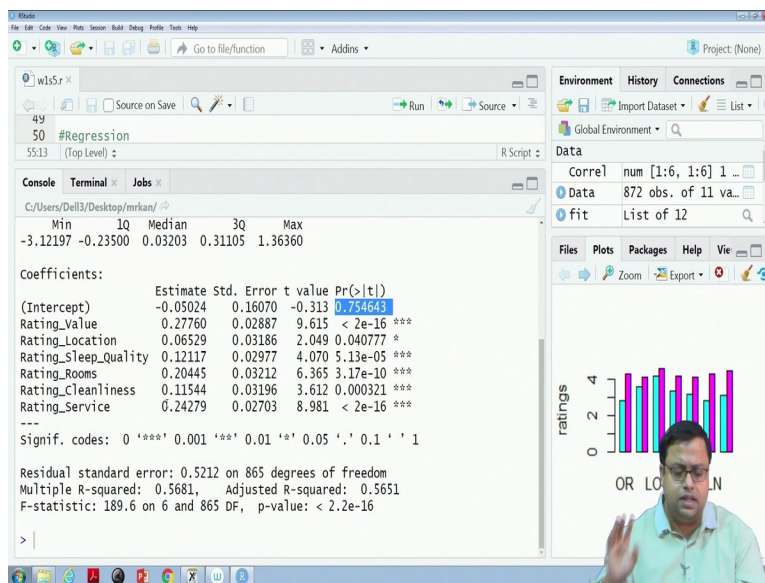 RStudio
File Edit Code View Plots Session Build Debug Profile Tools Help
Go to file/function Addins Project: (None)
w1s5.r
Source on Save Run Source
49
50 #Regression
55:13 (Top Level) R Script
Console Terminal Jobs
C:/Users/Dell3/Desktop/mrkan/
Min 1Q Median 3Q Max
-3.12197 -0.23500 0.03203 0.31105 1.36360
Coefficients:
Estimate Std. Error t value Pr(>|t|)
(Intercept) -0.05024 0.16070 -0.313 0.754643
Rating_Value 0.27760 0.02887 9.615 < 2e-16 ***
Rating_Location 0.06529 0.03186 2.049 0.040777 *
Rating_Sleep_Quality 0.12117 0.02977 4.070 5.13e-05 ***
Rating_Rooms 0.20445 0.03212 6.365 3.17e-10 ***
Rating_Cleanliness 0.11544 0.03196 3.612 0.000321 ***
Rating_Service 0.24279 0.02703 8.981 < 2e-16 ***
---
Signif. codes: 0 ‘***’ 0.001 ‘**’ 0.01 ‘*’ 0.05 ‘.’ 0.1 ‘ ’ 1
Residual standard error: 0.5212 on 865 degrees of freedom
Multiple R-squared: 0.5681, Adjusted R-squared: 0.5651
F-statistic: 189.6 on 6 and 865 DF, p-value: < 2.2e-16
>
Environment History Connections
Import Dataset List
Global Environment
Data
Correl num [1:6, 1:6] 1 …
Data 872 obs. of 11 va…
fit List of 12
Files Plots Packages Help Vie
Zoom Export
ratings
0 2 4
OR LO LN